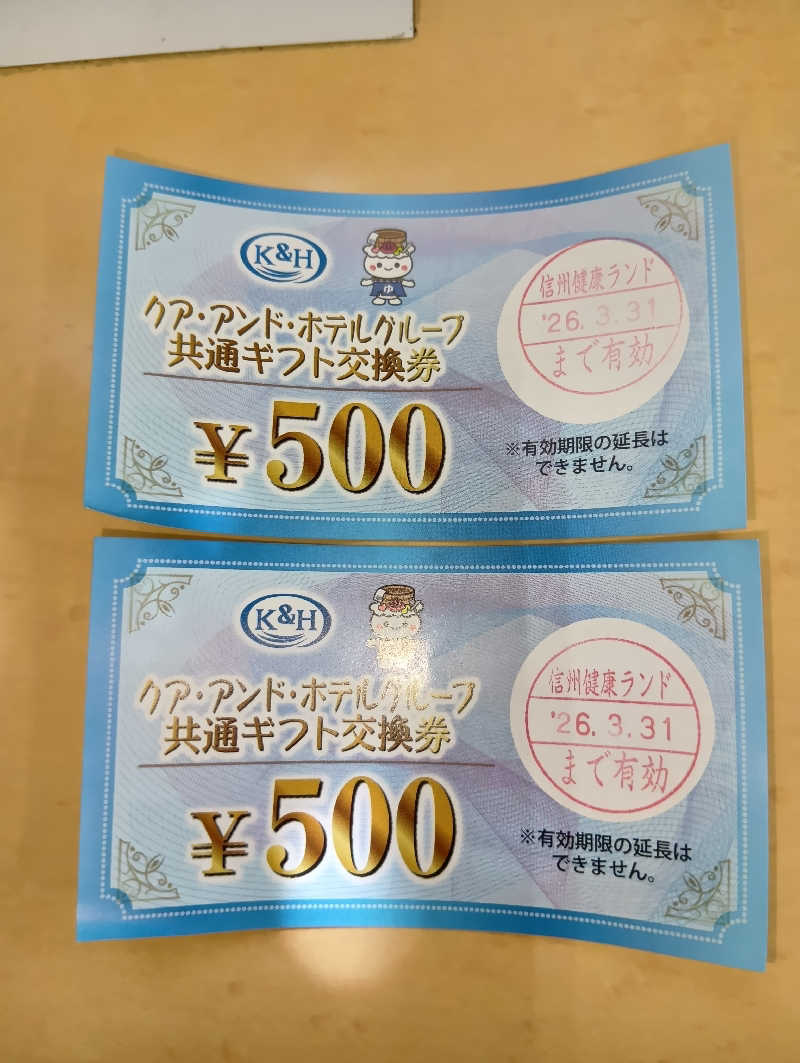 K&H
クア・アンド・ホテルグループ
共通ギフト交換券
¥500
ゆ
信州健康ランド
'26.3.31
まで有効
※有効期限の延長は
できません。
K&H
クア・アンド・ホテルグループ
共通ギフト交換券
¥500
信州健康ランド
'26.3.31
まで有効
※有効期限の延長は
できません。